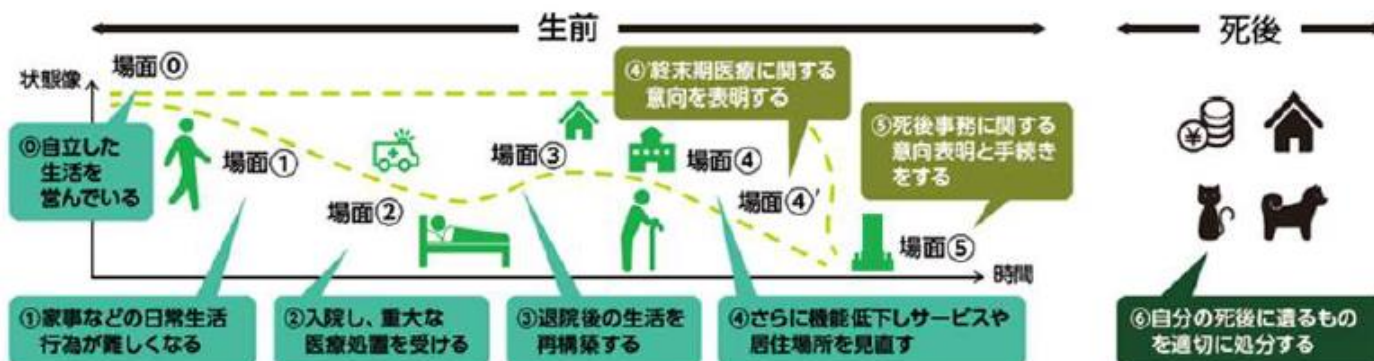 生前
死後
状態像
場面⓪
⓪自立した
生活を
営んでいる
場面①
場面②
場面③
場面④
④'終末期医療に関する
意向を表明する
場面④'
⑤死後事務に関する
意向表明と手続き
をする
場面⑤
時間
¥
①家事などの日常生活
行為が難しくなる
②入院し、重大な
医療処置を受ける
③退院後の生活を
再構築する
④さらに機能低下しサービスや
居住場所を見直す
⑥自分の死後に遺るもの
を適切に処分する